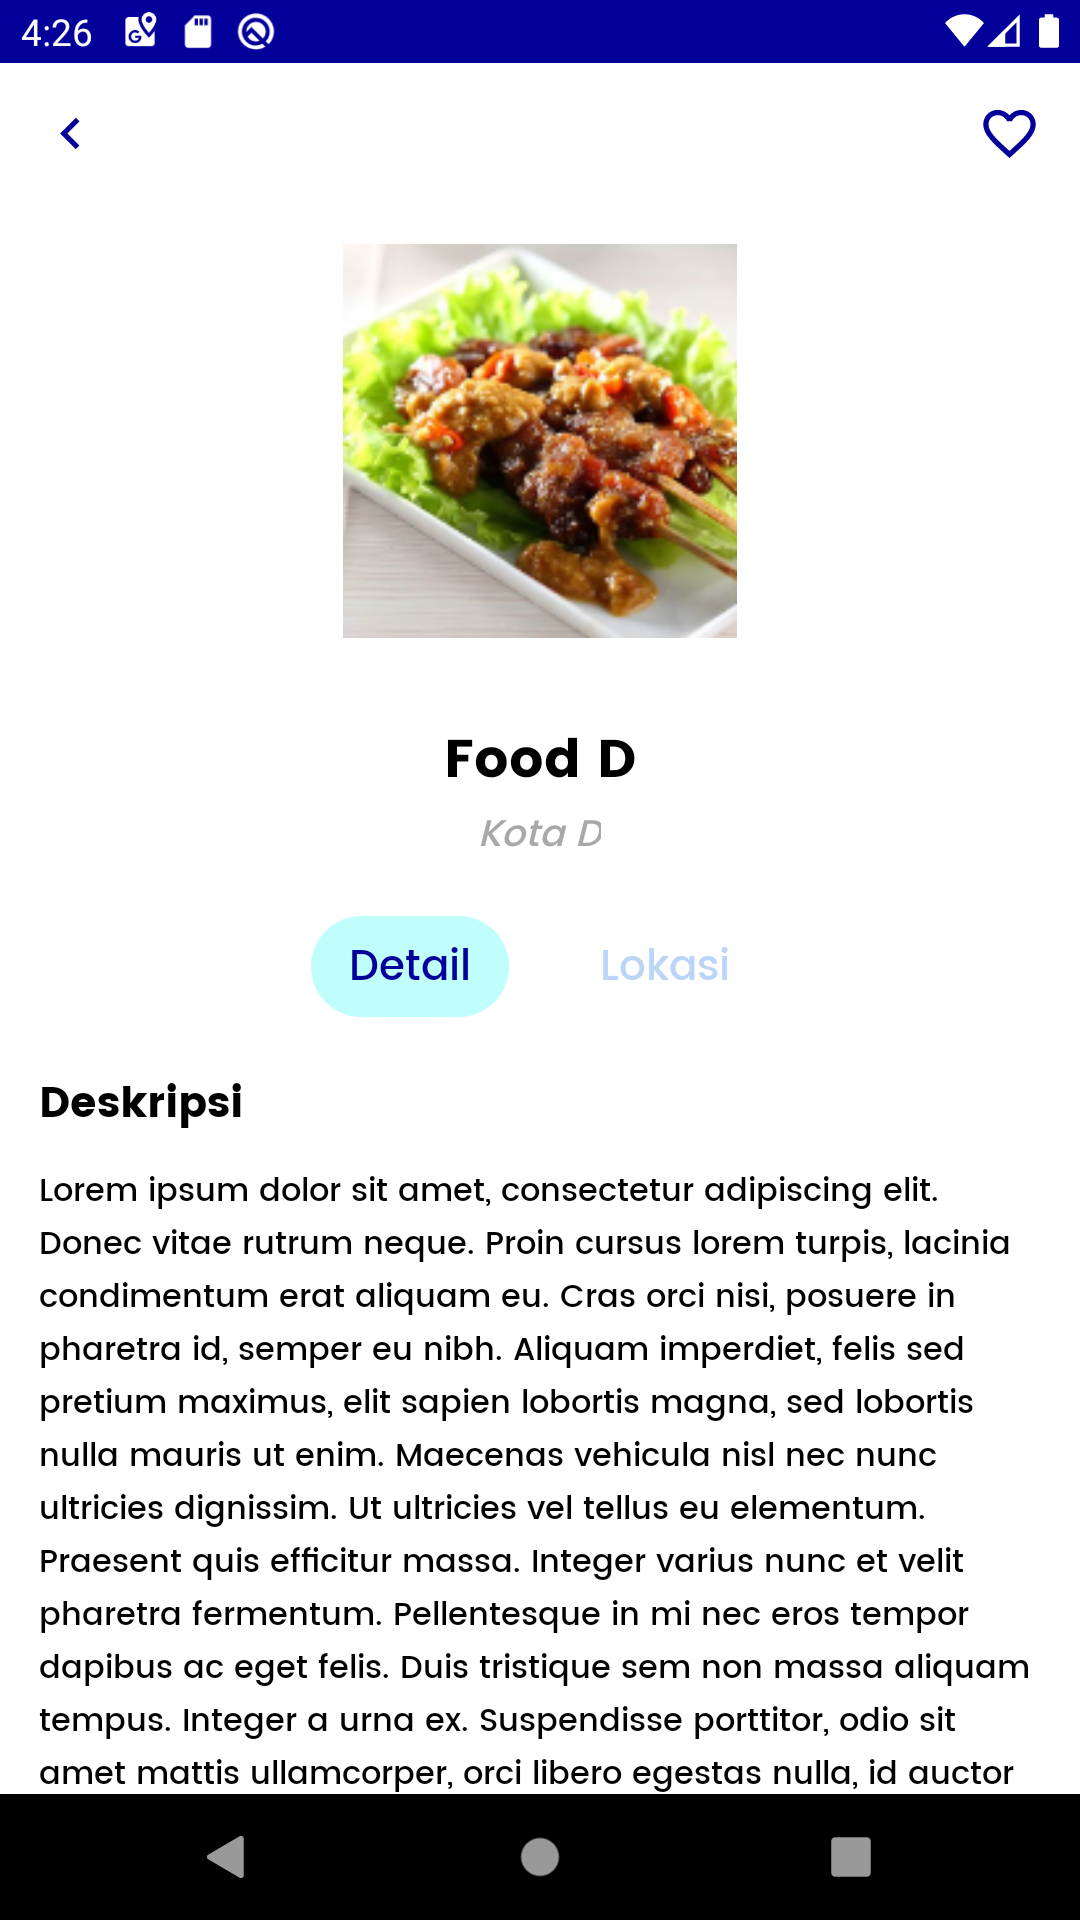 4:26
Food D
Kota D
Detail
Lokasi
Deskripsi
Lorem ipsum dolor sit amet, consectetur adipiscing elit.
Donec vitae rutrum neque. Proin cursus lorem turpis, lacinia
condimentum erat aliquam eu. Cras orci nisi, posuere in
pharetra id, semper eu nibh. Aliquam imperdiet, felis sed
pretium maximus, elit sapien lobortis magna, sed lobortis
nulla mauris ut enim. Maecenas vehicula nisl nec nunc
ultricies dignissim. Ut ultricies vel tellus eu elementum.
Praesent quis efficitur massa. Integer varius nunc et velit
pharetra fermentum. Pellentesque in mi nec eros tempor
dapibus ac eget felis. Duis tristique sem non massa aliquam
tempus. Integer a urna ex. Suspendisse porttitor, odio sit
amet mattis ullamcorper, orci libero egestas nulla, id auctor